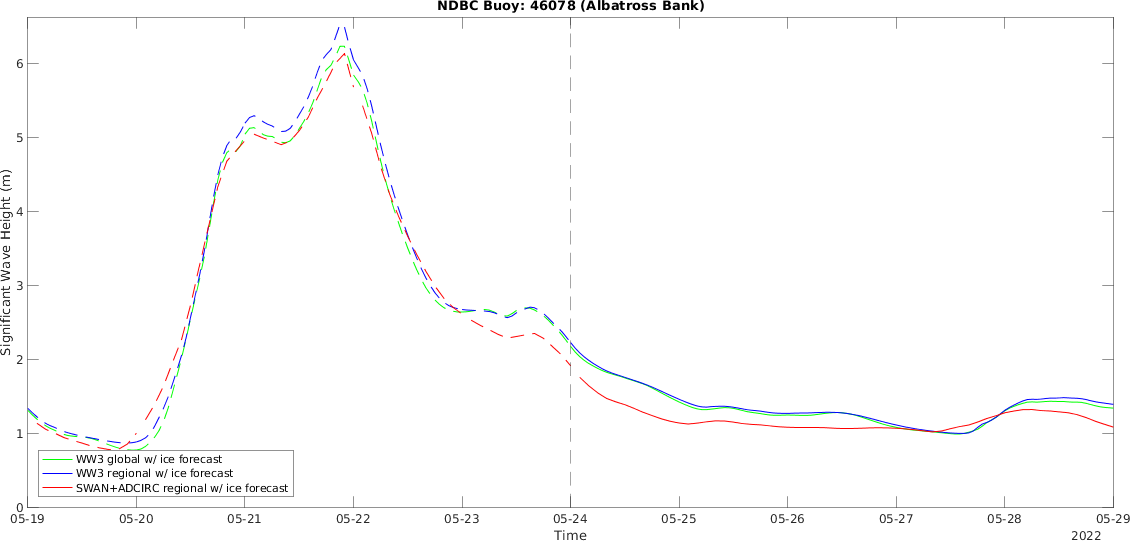 NDBC Buoy: 46078 (Albatross Bank)
Significant Wave Height (m)
6
5
4
3
2
1
0
WW3 global w/ ice forecast
WW3 regional w/ ice forecast
SWAN+ADCIRC regional w/ ice forecast
05-19 05-20 05-21 05-22 05-23 05-24 05-25 05-26 05-27 05-28 05-29
Time
2022